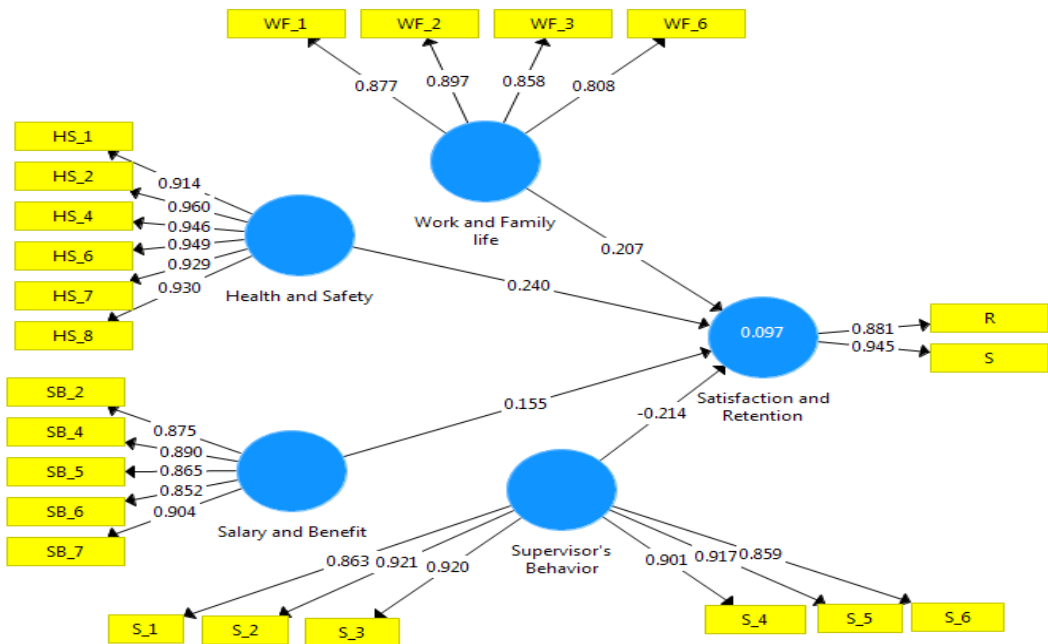 WF_1
WF_2
WF_3
WF_6
0.877
0.897
0.858
0.808
Work and Family
life
HS_1
HS_2
HS_4
HS_6
HS_7
HS_8
0.914
0.960
0.946
0.949
0.929
0.930
Health and Safety
0.207
0.240
0.097
Satisfaction and
Retention
0.881
0.945
R
S
SB_2
SB_4
SB_5
SB_6
SB_7
0.875
0.890
0.865
0.852
0.904
Salary and Benefit
0.155
-0.214
Supervisor's
Behavior
0.863
0.921
0.920
0.901
0.917
0.859
S_1
S_2
S_3
S_4
S_5
S_6